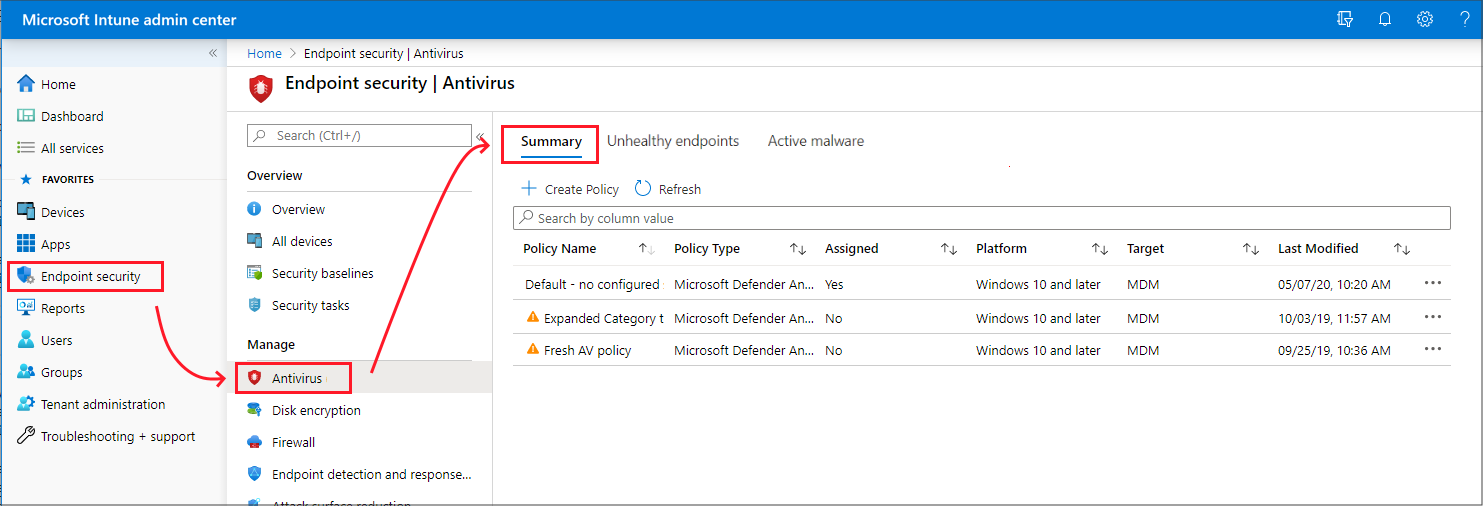 Microsoft Intune admin center
Home
Dashboard
All services
FAVORITES
Devices
Apps
Endpoint security
Reports
Users
Groups
Tenant administration
Troubleshooting + support
Home > Endpoint security | Antivirus
Endpoint security | Antivirus
Search (Ctrl+/)
Overview
Overview
All devices
Security baselines
Security tasks
Manage
Antivirus
Disk encryption
Firewall
Endpoint detection and response...
Attack surface reduction
Summary Unhealthy endpoints Active malware
Create Policy Refresh
Search by column value
Policy Name Policy Type Assigned Platform Target Last Modified
Default - no configured Microsoft Defender An... Yes Windows 10 and later MDM 05/07/20, 10:20 AM
Expanded Category t Microsoft Defender An... No Windows 10 and later MDM 10/03/19, 11:57 AM
Fresh AV policy Microsoft Defender An... No Windows 10 and later MDM 09/25/19, 10:36 AM